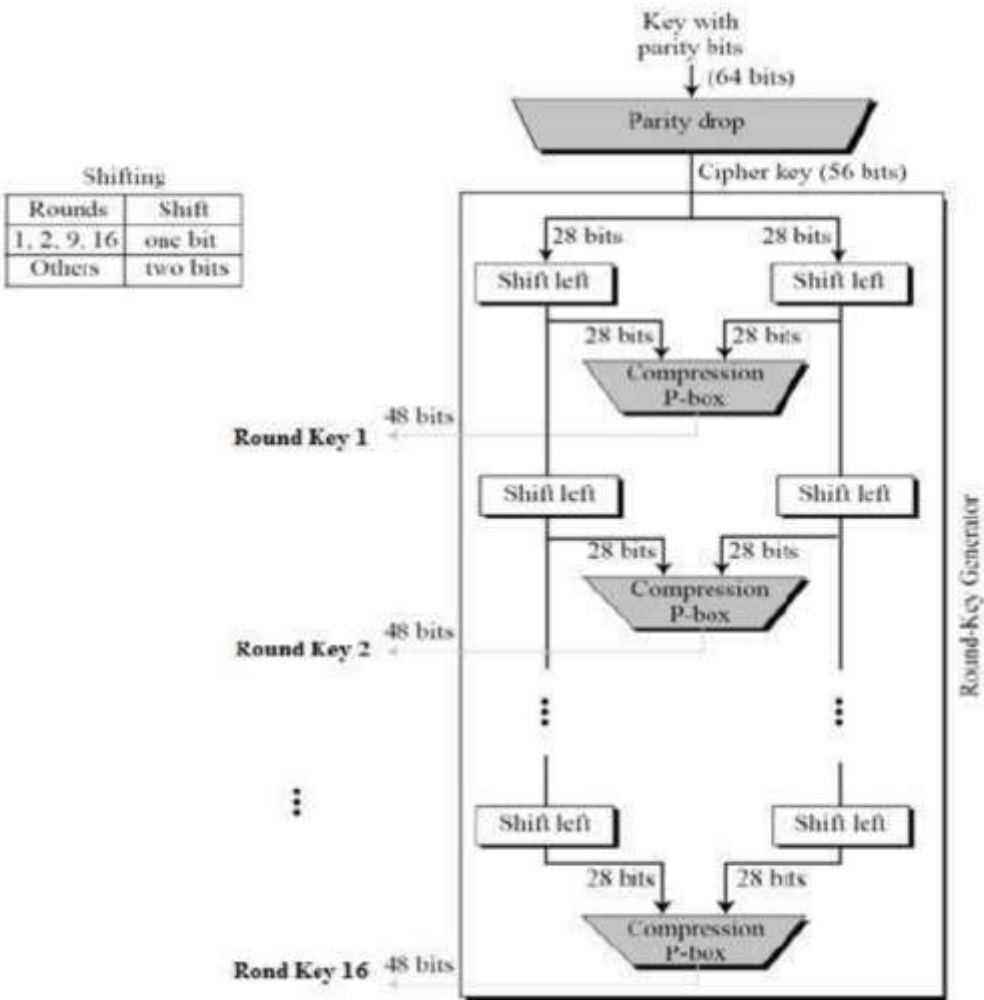 Key with
parity bits
(64 bits)
Parity drop
Cipher key (56 bits)
Shifting
Rounds Shift
1, 2, 9, 16 one bit
Others two bits
28 bits 28 bits
Shift left Shift left
28 bits 28 bits
Compression
P-box
48 bits
Round Key 1
Shift left Shift left
28 bits 28 bits
Compression
P-box
48 bits
Round Key 2
Round-Key Generator
Shift left Shift left
28 bits 28 bits
Compression
P-box
48 bits
Rond Key 16